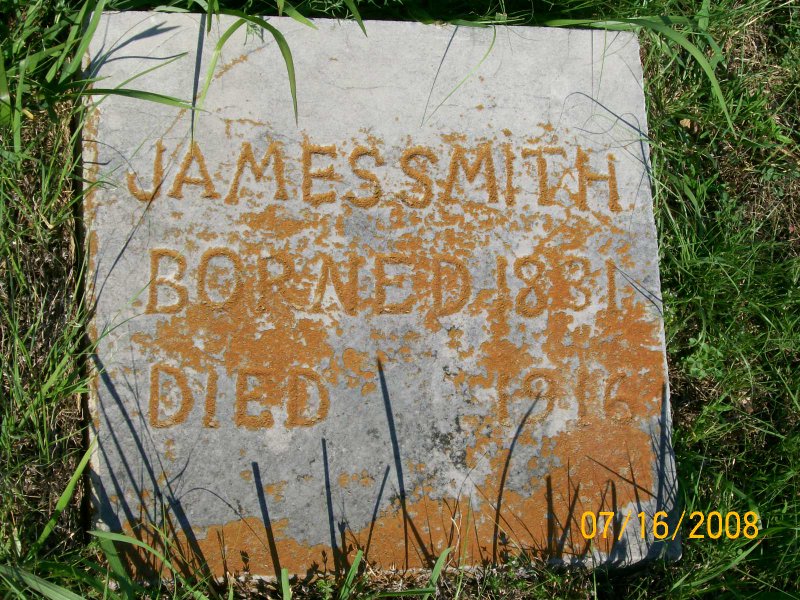 JAMES SMITH
BORNED 1881
DIED 1916
07/16/2008